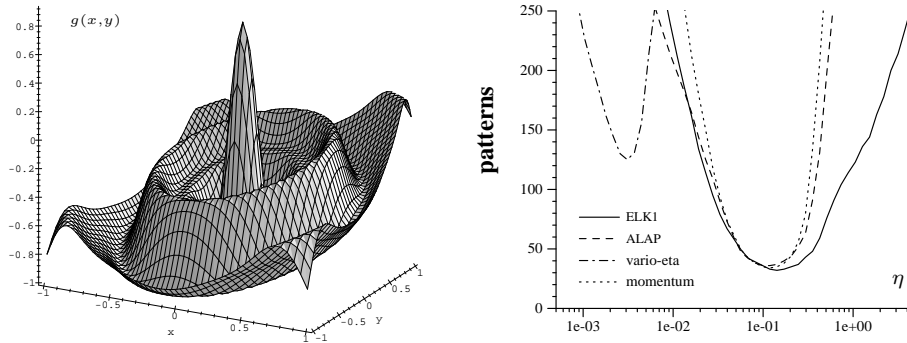 g(x,y)
0.8
0.6
0.4
0.2
0
-0.2
-0.4
-0.6
-0.8
-1
-1
-0.5
0
0.5
1
x
-1
-0.5
0
0.5
1
y
250
200
150
100
50
0
patterns
ELK1
ALAP
vario-eta
momentum
η
1e-03
1e-02
1e-01
1e+00